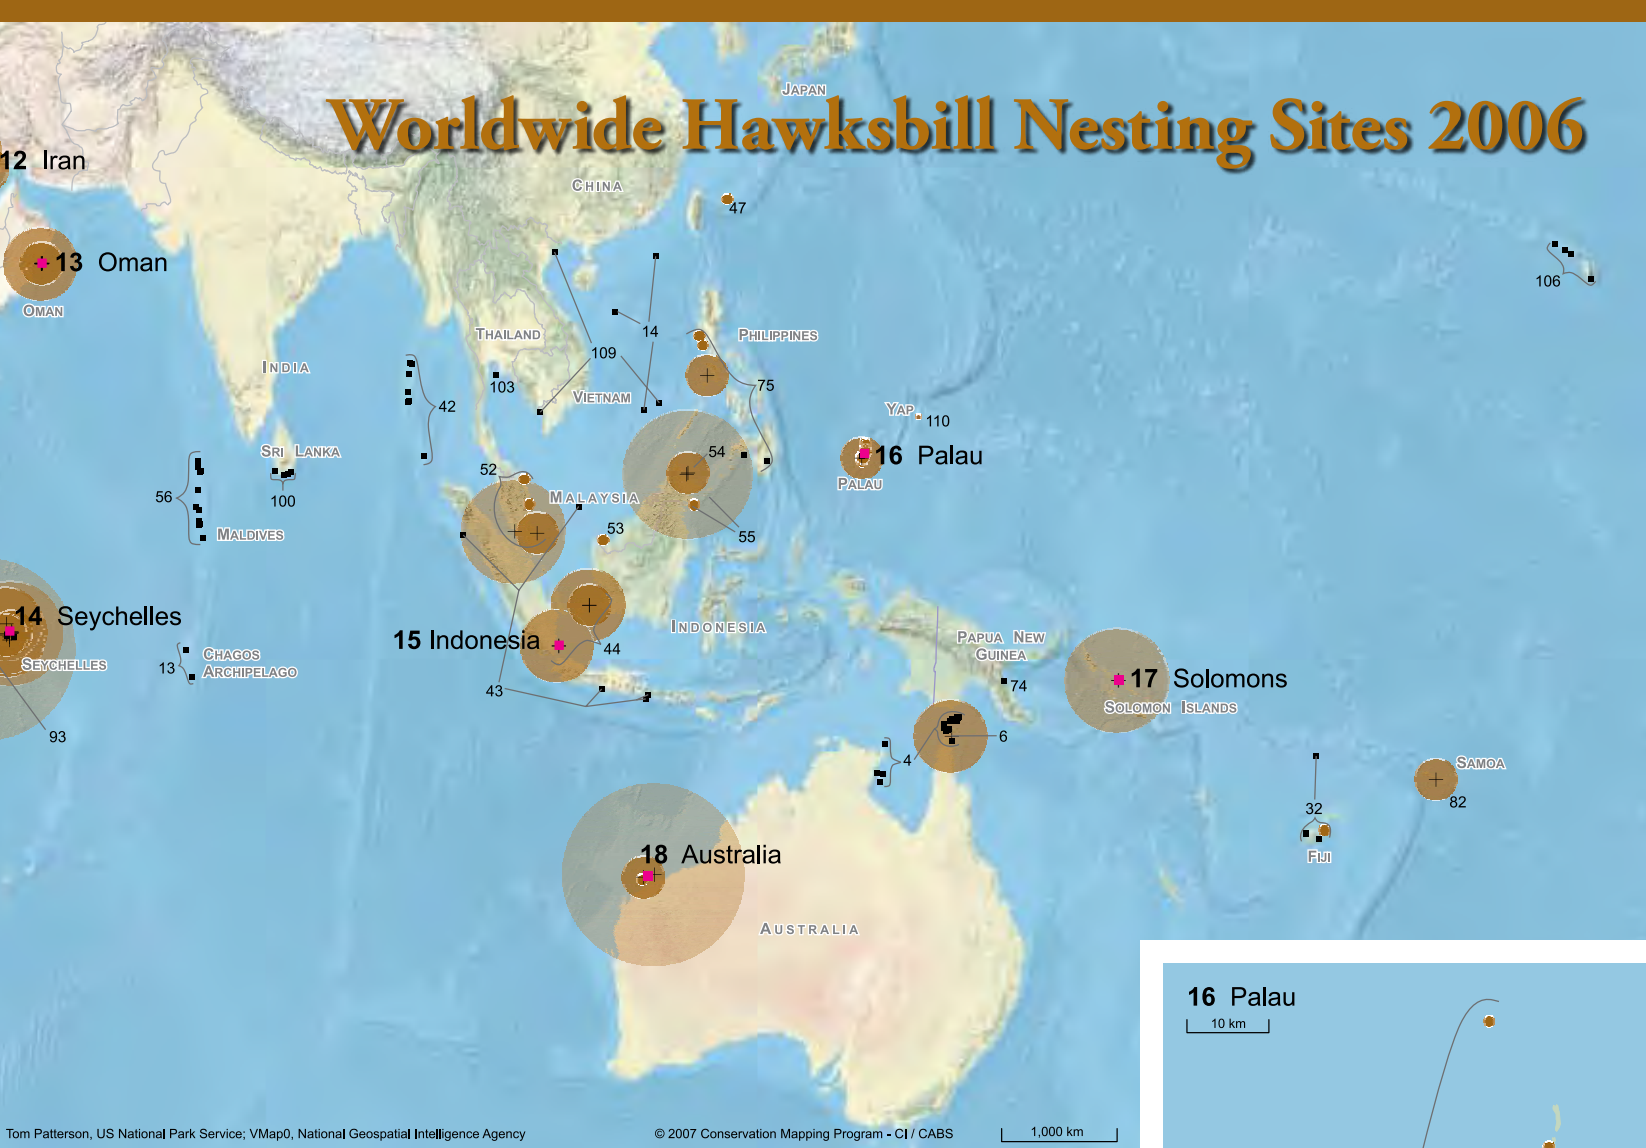 Worldwide Hawksbill Nesting Sites 2006
JAPAN
12 Iran
CHINA
47
13 Oman
OMAN
106
THAILAND
14
PHILIPPINES
109
INDIA
103
75
VIETNAM
42
YAP
110
SRI LANKA
54
16 Palau
52
PALAU
56
100
MALAYSIA
53
MALDIVES
55
14 Seychelles
15 Indonesia
INDONESIA
PAPUA NEW
GUINEA
44
CHAGOS
ARCHIPELAGO
SEYCHELLES
13
43
74
17 Solomons
SOLOMON ISLANDS
93
6
4
SAMOA
82
32
FIJI
18 Australia
AUSTRALIA
16 Palau
10 km
Tom Patterson, US National Park Service; VMap0, National Geospatial Intelligence Agency
© 2007 Conservation Mapping Program - CI / CABS
1,000 km